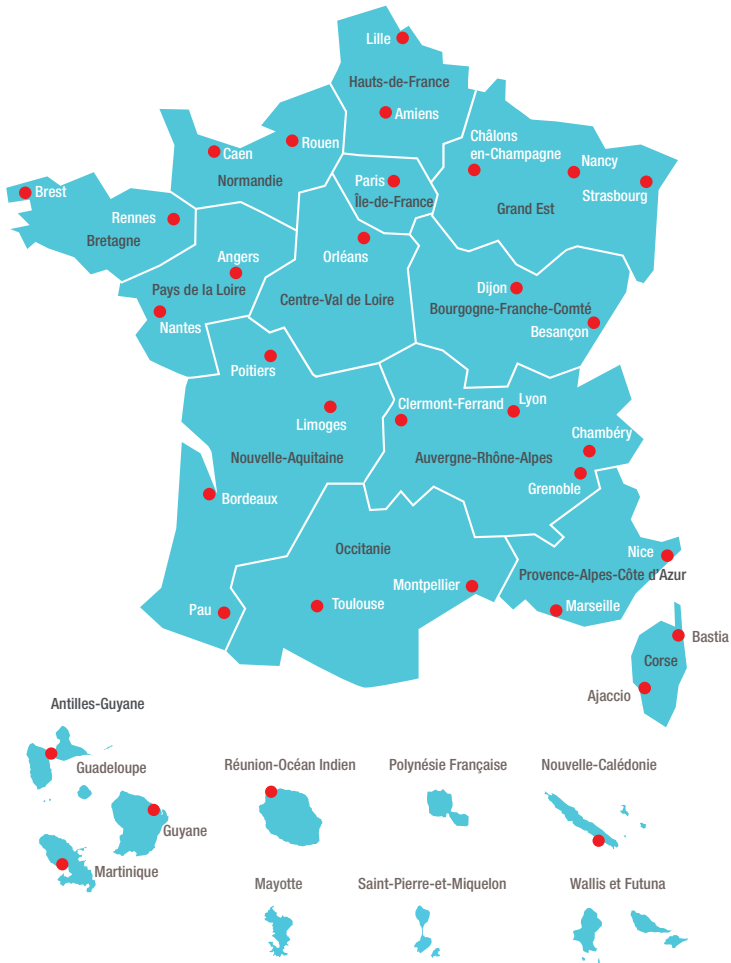 Lille
Hauts-de-France
Amiens
Châlons
en-Champagne
Rouen
Caen
Nancy
Normandie
Paris
Strasbourg
Brest
Île-de-France
Grand Est
Rennes
Bretagne
Angers
Orléans
Pays de la Loire
Dijon
Centre-Val de Loire
Bourgogne-Franche-Comté
Nantes
Besançon
Poitiers
Clermont-Ferrand
Lyon
Limoges
Chambéry
Nouvelle-Aquitaine
Auvergne-Rhône-Alpes
Grenoble
Bordeaux
Occitanie
Nice
Provence-Alpes-Côte d'Azur
Montpellier
Toulouse
Marseille
Pau
Bastia
Corse
Ajaccio
Antilles-Guyane
Guadeloupe
Guyane
Martinique
Réunion-Océan Indien
Polynésie Française
Nouvelle-Calédonie
Mayotte
Saint-Pierre-et-Miquelon
Wallis et Futuna